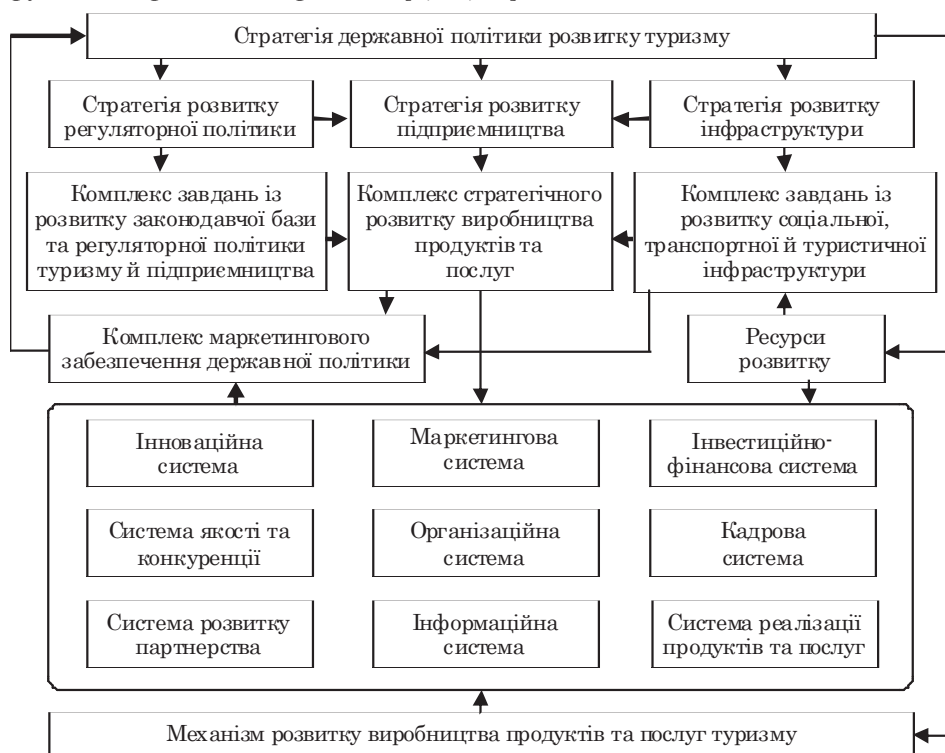 Стратегія державної політики розвитку туризму
Стратегія розвитку
регуляторної політики
Стратегія розвитку
підприємництва
Стратегія розвитку
інфраструктури
Комплекс завдань із
розвитку законодавчої бази
та регуляторної політики
туризму й підприємництва
Комплекс стратегічного
розвитку виробництва
продуктів та
послуг
Комплекс завдань із
розвитку соціальної,
транспортної й туристичної
інфраструктури
Комплекс маркетингового
забезпечення державної політики
Ресурси
розвитку
Інноваційна
система
Маркетингова
система
Інвестиційно-
фінансова система
Система якості та
конкуренції
Організаційна
система
Кадрова
система
Система розвитку
партнерства
Інформаційна
система
Система реалізації
продуктів та послуг
Механізм розвитку виробництва продуктів та послуг туризму